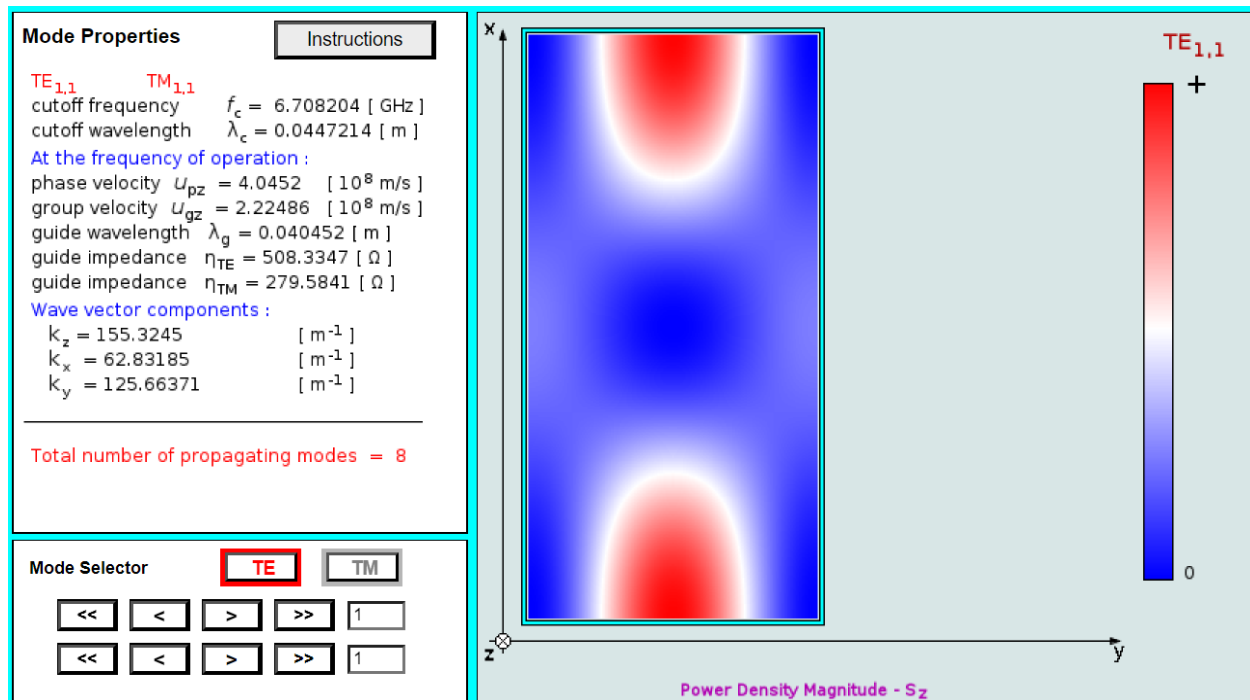 Mode Properties
Instructions
TE1,1 TM1,1
cutoff frequency fc = 6.708204 [ GHz ]
cutoff wavelength λc = 0.0447214 [ m ]
At the frequency of operation :
phase velocity upz = 4.0452 [ 10⁸ m/s ]
group velocity ugz = 2.22486 [ 10⁸ m/s ]
guide wavelength λg = 0.040452 [ m ]
guide impedance ηTE = 508.3347 [ Ω ]
guide impedance ηTM = 279.5841 [ Ω ]
Wave vector components :
kz = 155.3245 [ m⁻¹ ]
kx = 62.83185 [ m⁻¹ ]
ky = 125.66371 [ m⁻¹ ]
Total number of propagating modes = 8
Mode Selector
TE
TM
<< < > >> 1
<< < > >> 1
x
z
y
TE1,1
+
0
Power Density Magnitude - Sz